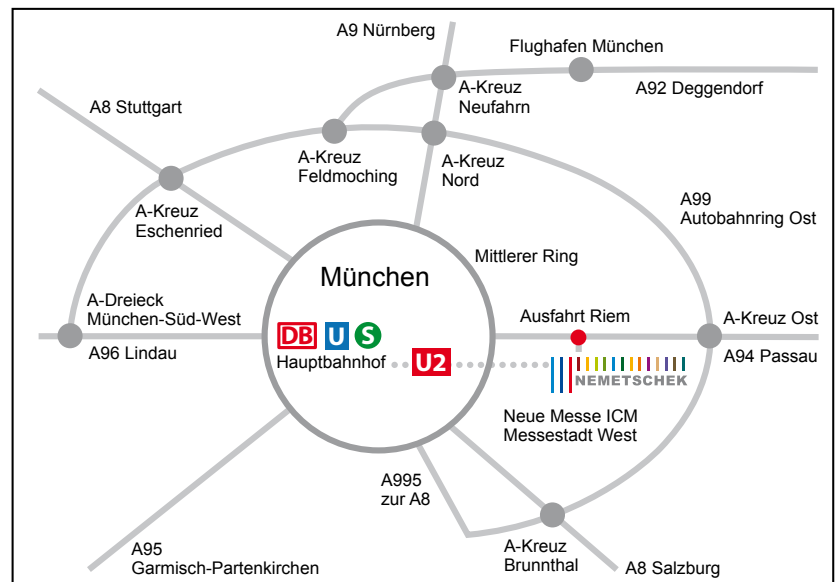 A9 Nürnberg
Flughafen München
A-Kreuz
Neufahrn
A92 Deggendorf
A8 Stuttgart
A-Kreuz
Feldmoching
A-Kreuz
Nord
A-Kreuz
Eschenried
A99
Autobahnring Ost
Mittlerer Ring
München
A-Dreieck
München-Süd-West
A96 Lindau
DB U S
Hauptbahnhof
U2
Ausfahrt Riem
A-Kreuz Ost
A94 Passau
NEMETSCHEK
Neue Messe ICM
Messestadt West
A995
zur A8
A95
Garmisch-Partenkirchen
A-Kreuz
Brunnthal
A8 Salzburg